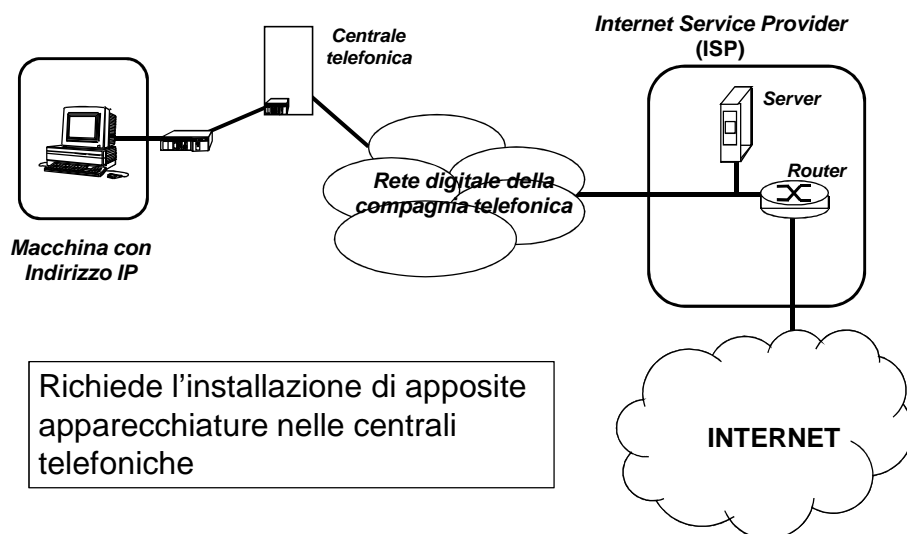 Centrale
telefonica
Internet Service Provider
(ISP)
Server
Router
Rete digitale della
compagnia telefonica
Macchina con
Indirizzo IP
Richiede l'installazione di apposite
apparecchiature nelle centrali
telefoniche
INTERNET